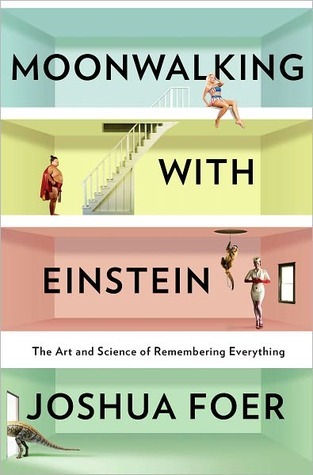 MOONWALKING
WITH
EINSTEIN
The Art and Science of Remembering Everything
JOSHUA FOER